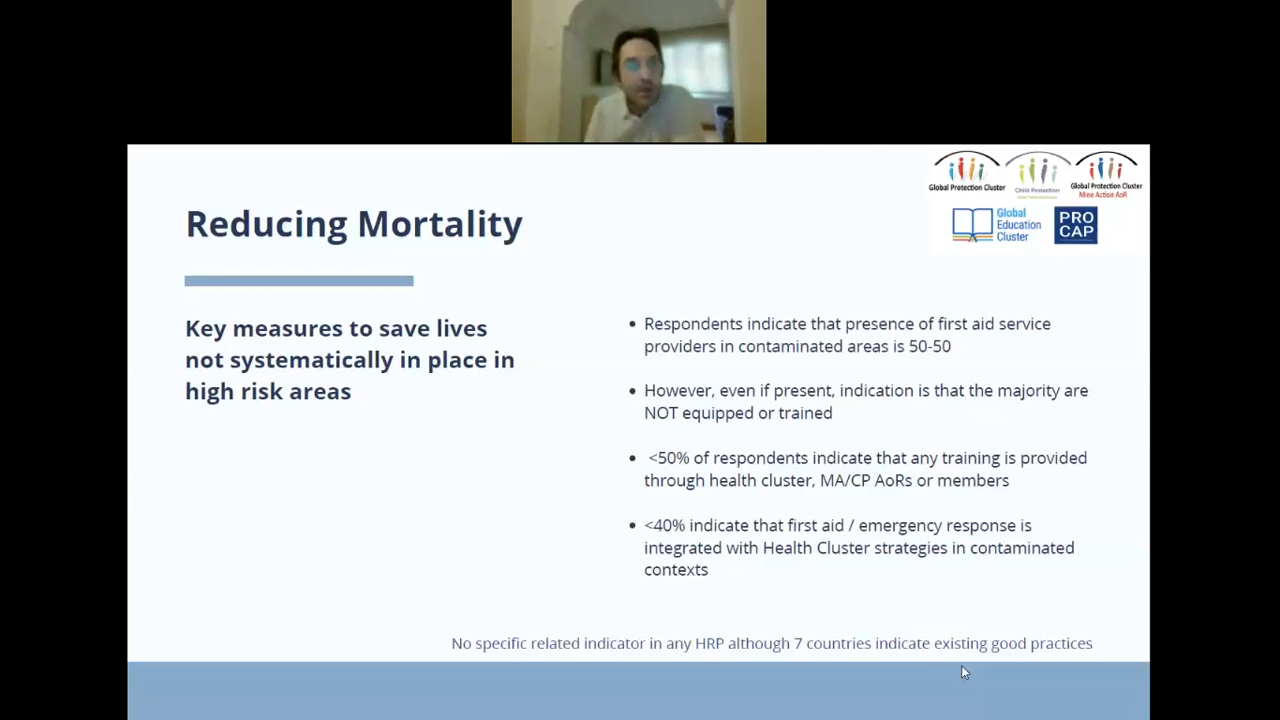 Global Protection Cluster
Child Protection
Global Protection Cluster
Mine Action AoR
Global
Education
Cluster
PRO
CAP
Reducing Mortality
Key measures to save lives
not systematically in place in
high risk areas
• Respondents indicate that presence of first aid service
providers in contaminated areas is 50-50
• However, even if present, indication is that the majority are
NOT equipped or trained
• <50% of respondents indicate that any training is provided
through health cluster, MA/CP AoRs or members
• <40% indicate that first aid / emergency response is
integrated with Health Cluster strategies in contaminated
contexts
No specific related indicator in any HRP although 7 countries indicate existing good practices